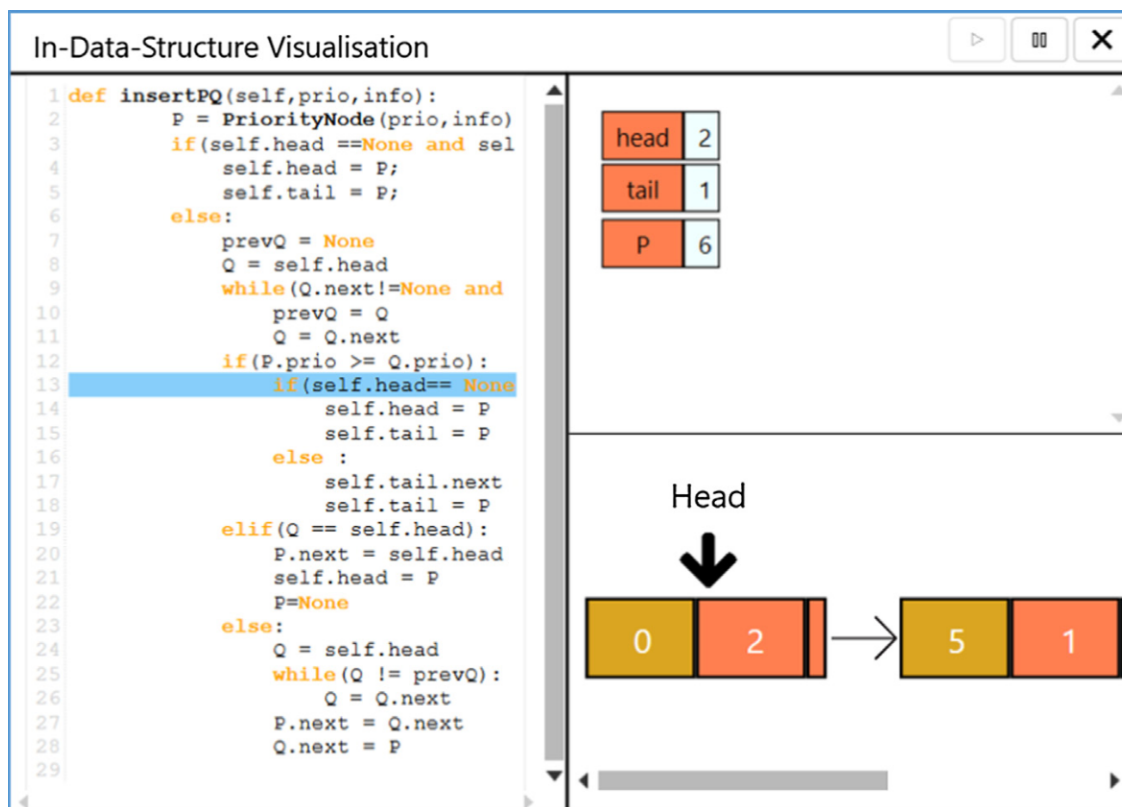 In-Data-Structure Visualisation
1 def insertPQ(self,prio,info):
2 P = PriorityNode(prio,info)
3 if(self.head ==None and sel
4 self.head = P;
5 self.tail = P;
6 else:
7 prevQ = None
8 Q = self.head
9 while(Q.next!=None and
10 prevQ = Q
11 Q = Q.next
12 if(P.prio >= Q.prio):
13 if(self.head== None
14 self.head = P
15 self.tail = P
16 else :
17 self.tail.next
18 self.tail = P
19 elif(Q == self.head):
20 P.next = self.head
21 self.head = P
22 P=None
23 else:
24 Q = self.head
25 while(Q != prevQ):
26 Q = Q.next
27 P.next = Q.next
28 Q.next = P
29
head 2
tail 1
P 6
Head
0 2 5 1